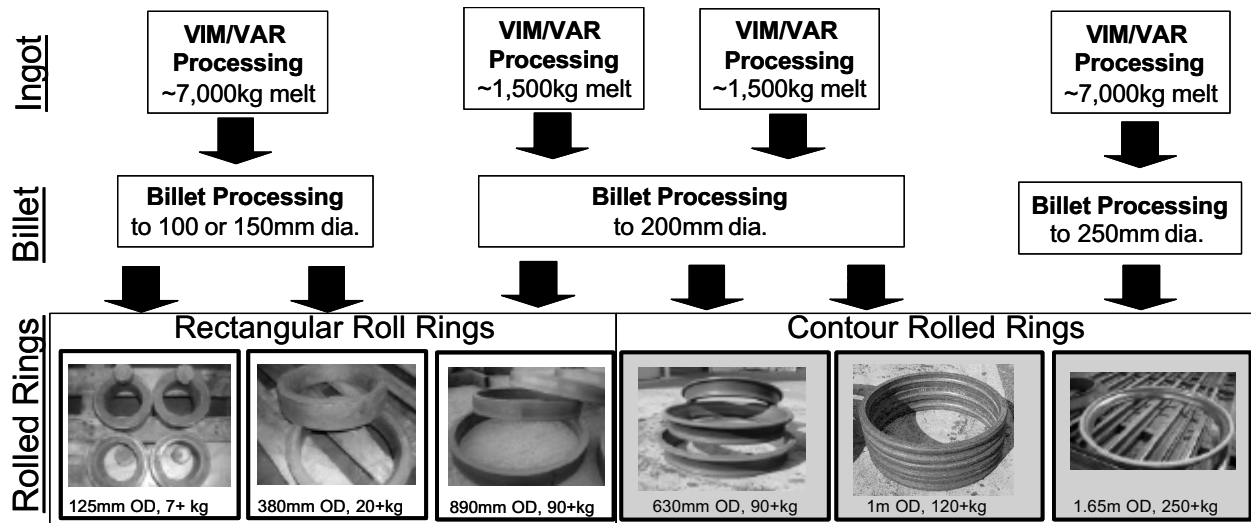 Ingot
VIM/VAR
Processing
~7,000kg melt
VIM/VAR
Processing
~1,500kg melt
VIM/VAR
Processing
~1,500kg melt
VIM/VAR
Processing
~7,000kg melt
Billet
Billet Processing
to 100 or 150mm dia.
Billet Processing
to 200mm dia.
Billet Processing
to 250mm dia.
Rolled Rings
Rectangular Roll Rings
Contour Rolled Rings
125mm OD, 7+ kg
380mm OD, 20+kg
890mm OD, 90+kg
630mm OD, 90+kg
1m OD, 120+kg
1.65m OD, 250+kg